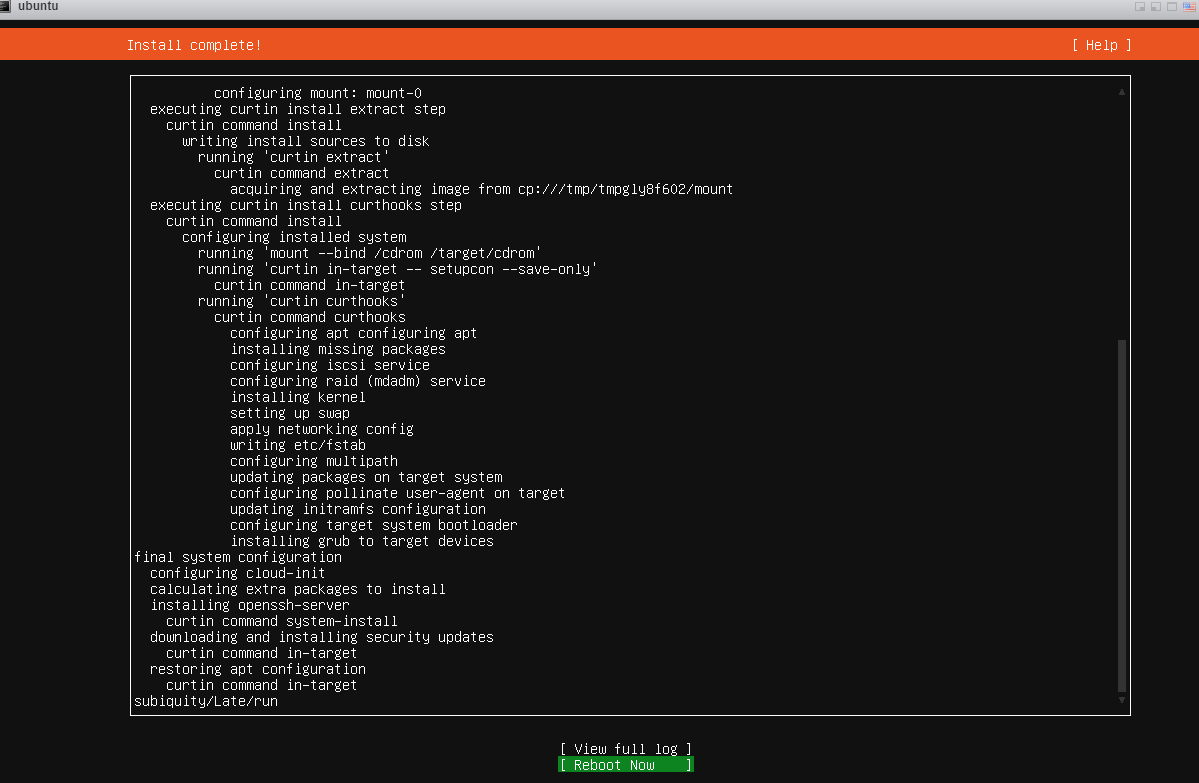 ubuntu
Install complete!
[ Help ]
configuring mount: mount-0
executing curtin install extract step
curtin command install
writing install sources to disk
running 'curtin extract'
curtin command extract
acquiring and extracting image from cp:///tmp/tmpgly8f602/mount
executing curtin install curthooks step
curtin command install
configuring installed system
running 'mount --bind /cdrom /target/cdrom'
running 'curtin in-target -- setupcon --save-only'
curtin command in-target
running 'curtin curthooks'
curtin command curthooks
configuring apt configuring apt
installing missing packages
configuring iscsi service
configuring raid (mdadm) service
installing kernel
setting up swap
apply networking config
writing etc/fstab
configuring multipath
updating packages on target system
configuring pollinate user-agent on target
updating initramfs configuration
configuring target system bootloader
installing grub to target devices
final system configuration
configuring cloud-init
calculating extra packages to install
installing openssh-server
curtin command system-install
downloading and installing security updates
curtin command in-target
restoring apt configuration
curtin command in-target
subiquity/Late/run
[ View full log ]
[ Reboot Now ]